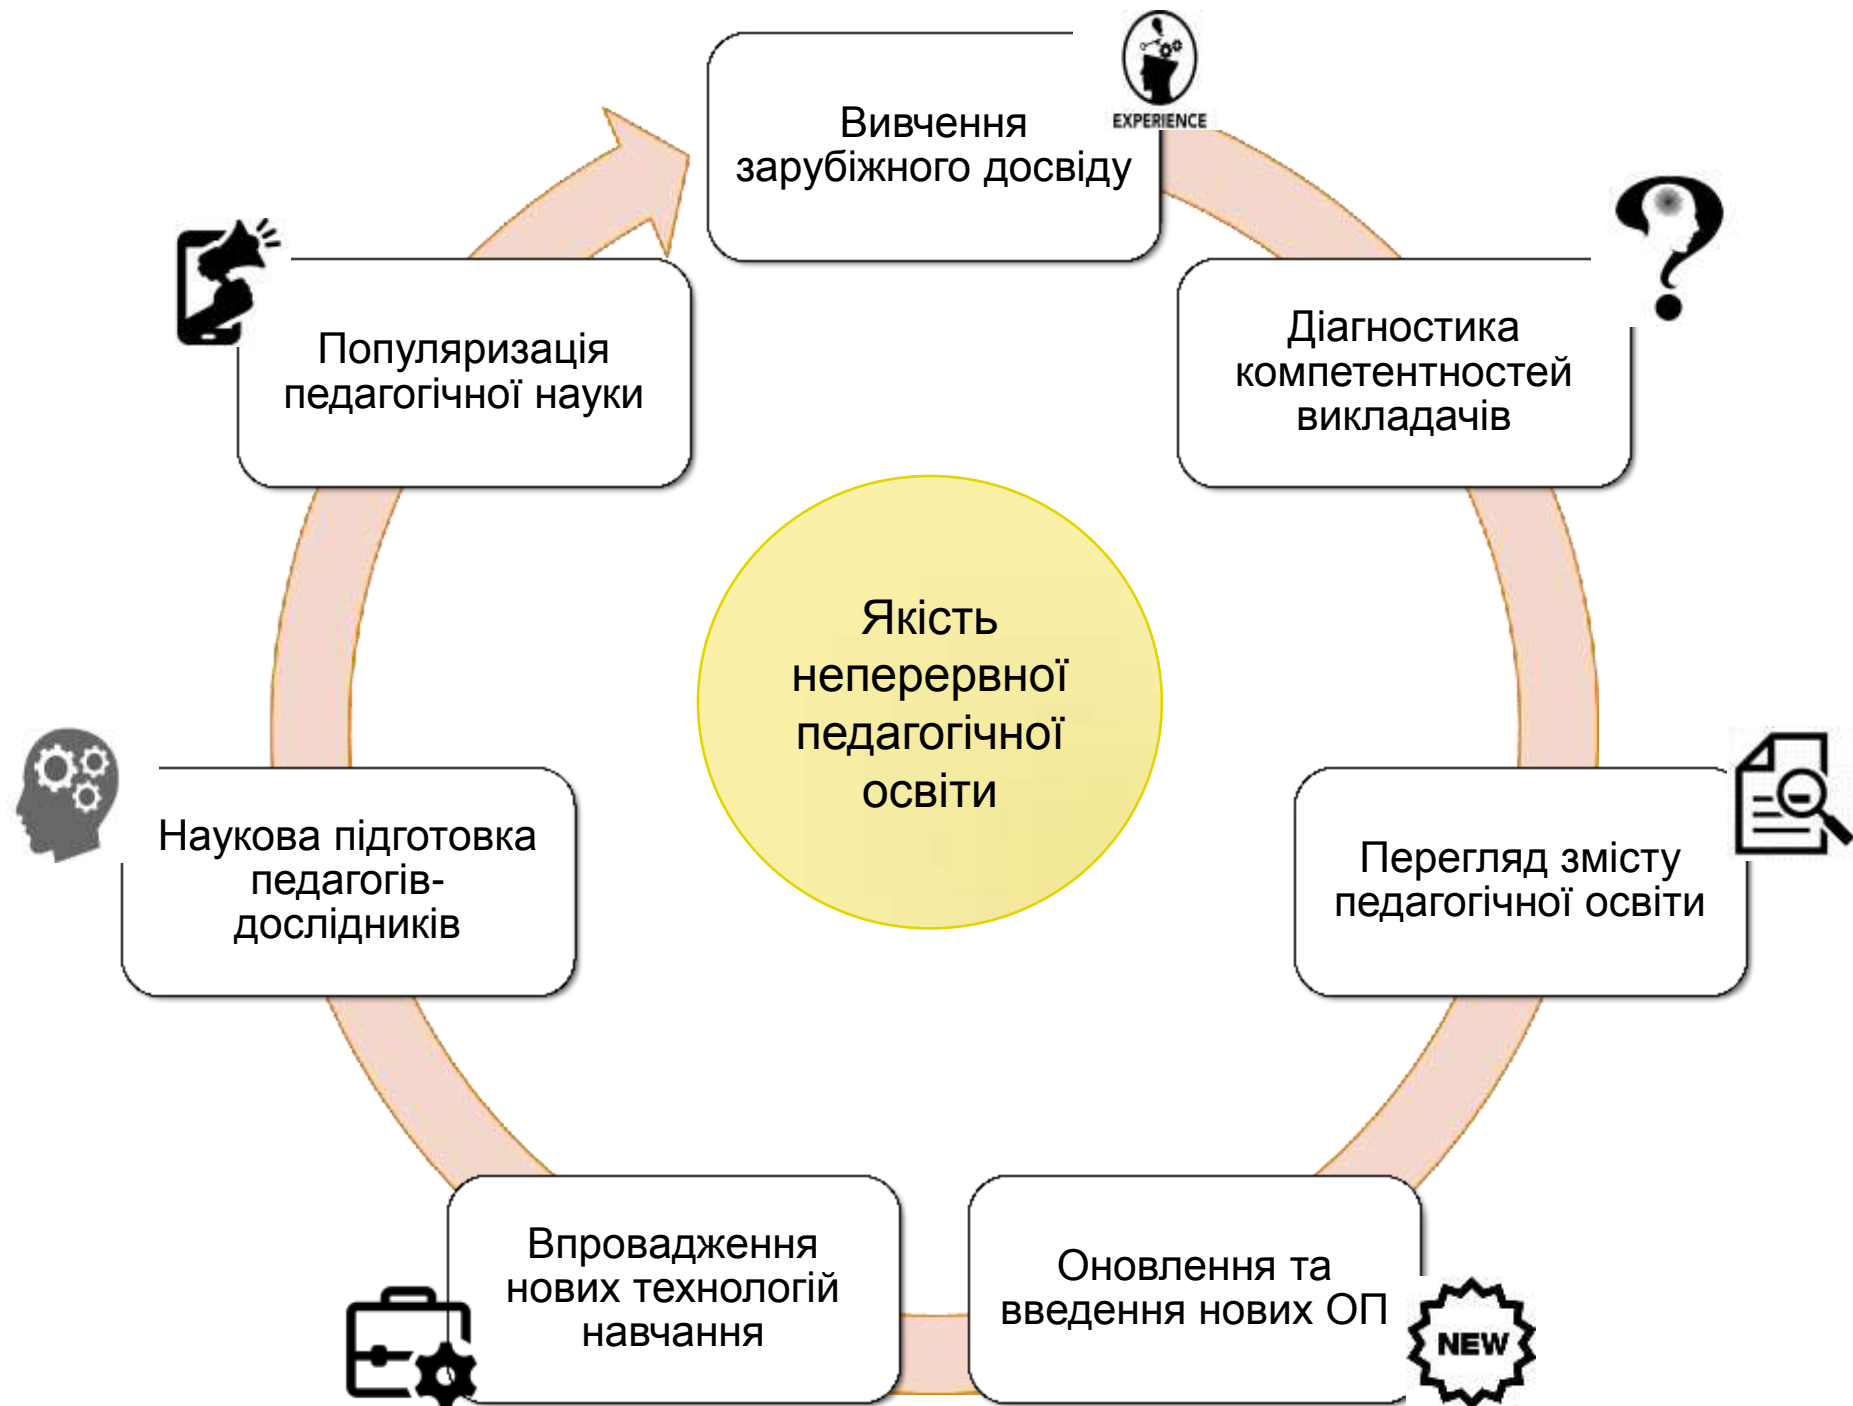 Вивчення
зарубіжного досвіду
EXPERIENCE
Діагностика
компетентностей
викладачів
Перегляд змісту
педагогічної освіти
Оновлення та
введення нових ОП
NEW
Впровадження
нових технологій
навчання
Наукова підготовка
педагогів-
дослідників
Популяризація
педагогічної науки
Якість
неперервної
педагогічної
освіти